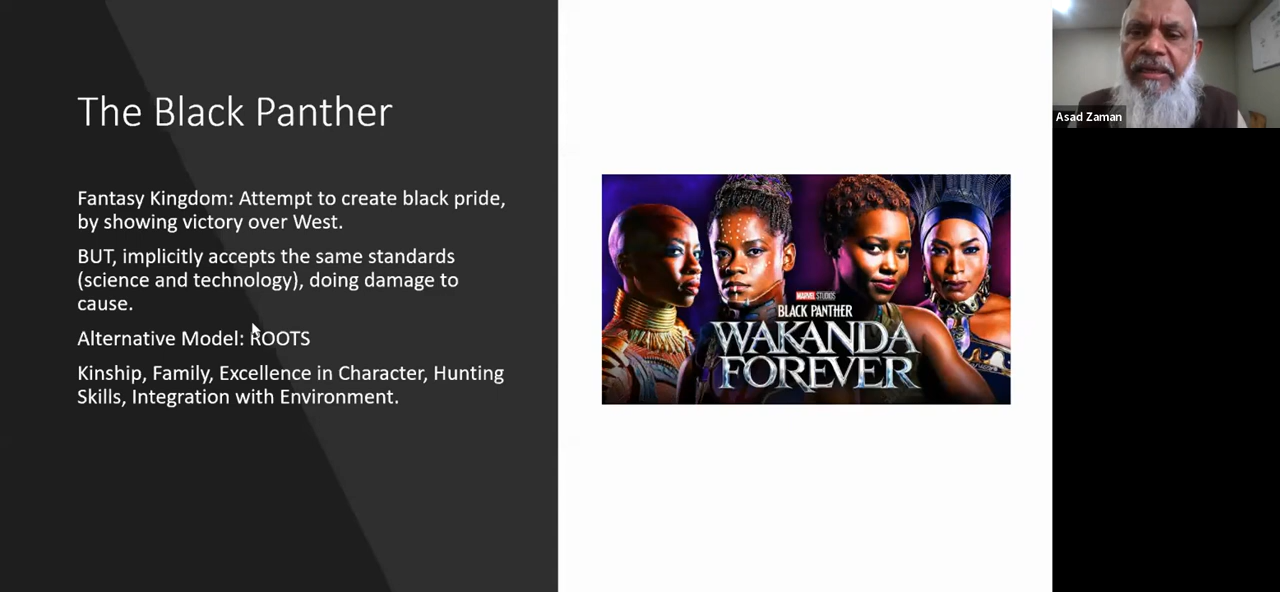 The Black Panther
Fantasy Kingdom: Attempt to create black pride,
by showing victory over West.
BUT, implicitly accepts the same standards
(science and technology), doing damage to
cause.
Alternative Model: ROOTS
Kinship, Family, Excellence in Character, Hunting
Skills, Integration with Environment.
MARVEL STUDIOS
BLACK PANTHER
WAKANDA
FOREVER
Asad Zaman